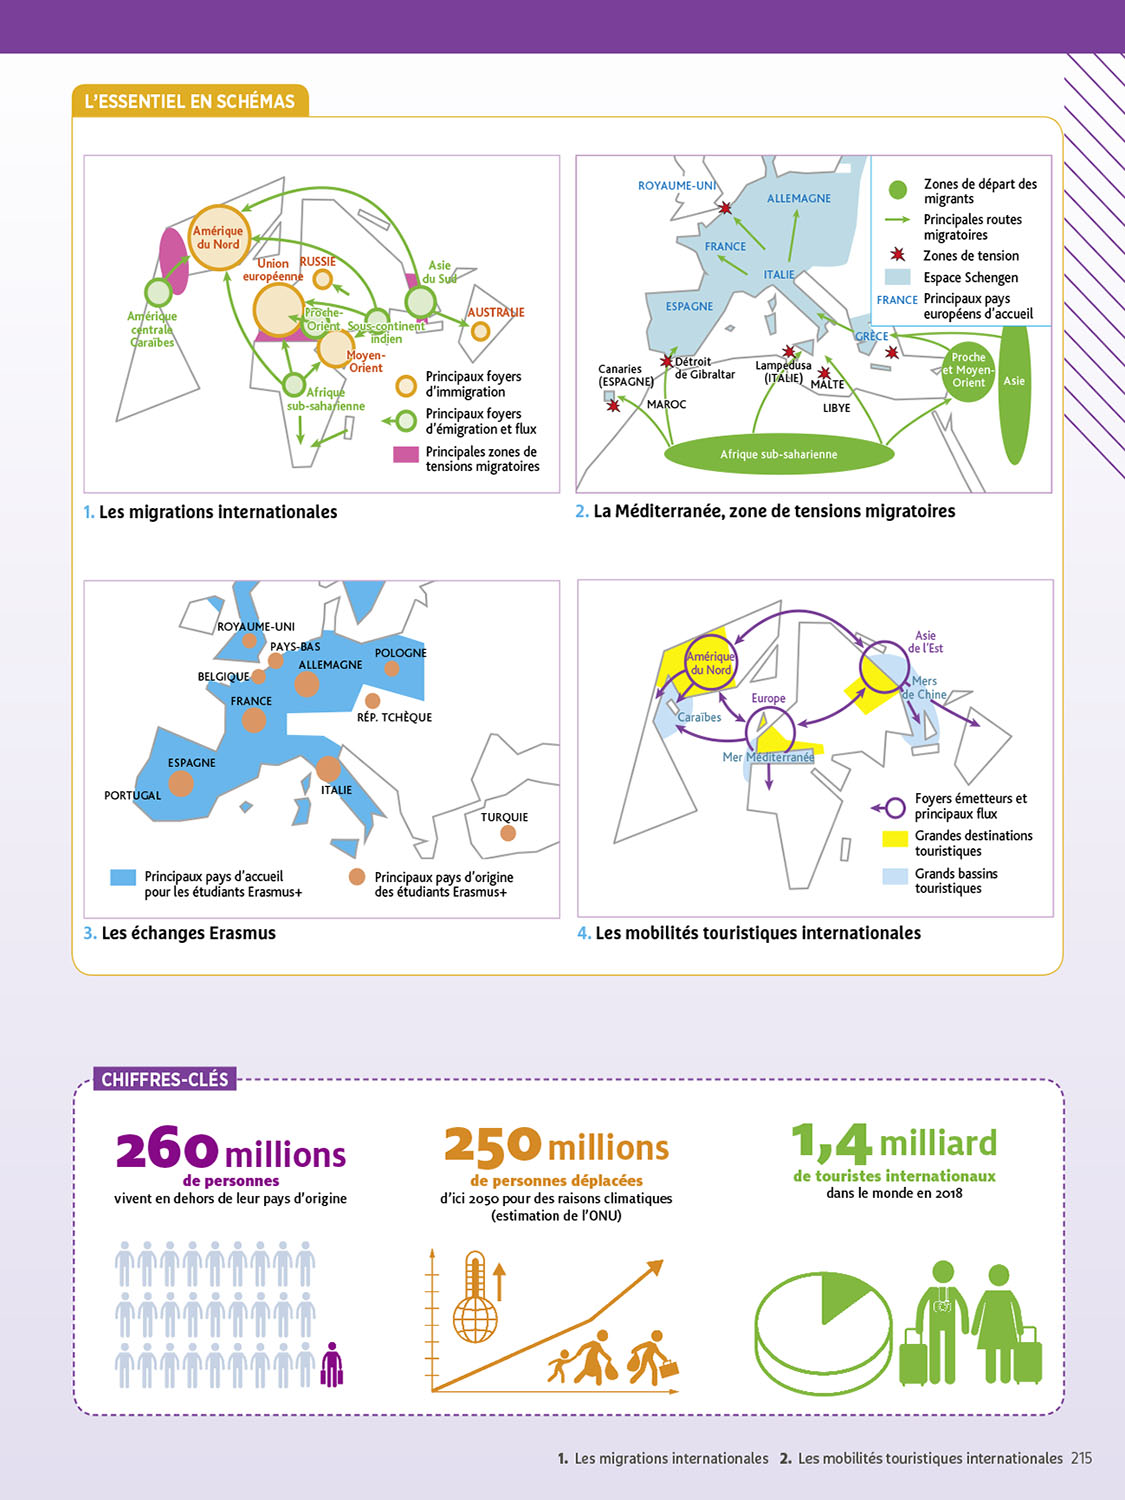 L'ESSENTIEL EN SCHÉMAS
Amérique
du Nord
Union
européenne
RUSSIE
Asie
du Sud
AUSTRALIE
Amérique
centrale
Caraïbes
Proche-
Orient
Sous-continent
indien
Moyen-
Orient
Afrique
sub-saharienne
Principaux foyers
d'immigration
Principaux foyers
d'émigration et flux
Principales zones de
tensions migratoires
1. Les migrations internationales
ROYAUME-UNI
ALLEMAGNE
FRANCE
ITALIE
ESPAGNE
GRÈCE
Détroit
de Gibraltar
Canaries
(ESPAGNE)
MAROC
Lampedusa
(ITALIE)
MALTE
LIBYE
Proche
et Moyen-
Orient
Asie
Afrique sub-saharienne
Zones de départ des
migrants
Principales routes
migratoires
Zones de tension
Espace Schengen
FRANCE Principaux pays
européens d'accueil
2. La Méditerranée, zone de tensions migratoires
ROYAUME-UNI
PAYS-BAS
BELGIQUE
ALLEMAGNE
POLOGNE
FRANCE
RÉP. TCHÈQUE
ESPAGNE
PORTUGAL
ITALIE
TURQUIE
Principaux pays d'accueil
pour les étudiants Erasmus+
Principaux pays d'origine
des étudiants Erasmus+
3. Les échanges Erasmus
Amérique
du Nord
Asie
de l'Est
Europe
Mers
de Chine
Caraïbes
Mer Méditerranée
Foyers émetteurs et
principaux flux
Grandes destinations
touristiques
Grands bassins
touristiques
4. Les mobilités touristiques internationales
CHIFFRES-CLÉS
260 millions
de personnes
vivent en dehors de leur pays d'origine
250 millions
de personnes déplacées
d'ici 2050 pour des raisons climatiques
(estimation de l'ONU)
1,4 milliard
de touristes internationaux
dans le monde en 2018
1. Les migrations internationales 2. Les mobilités touristiques internationales 215